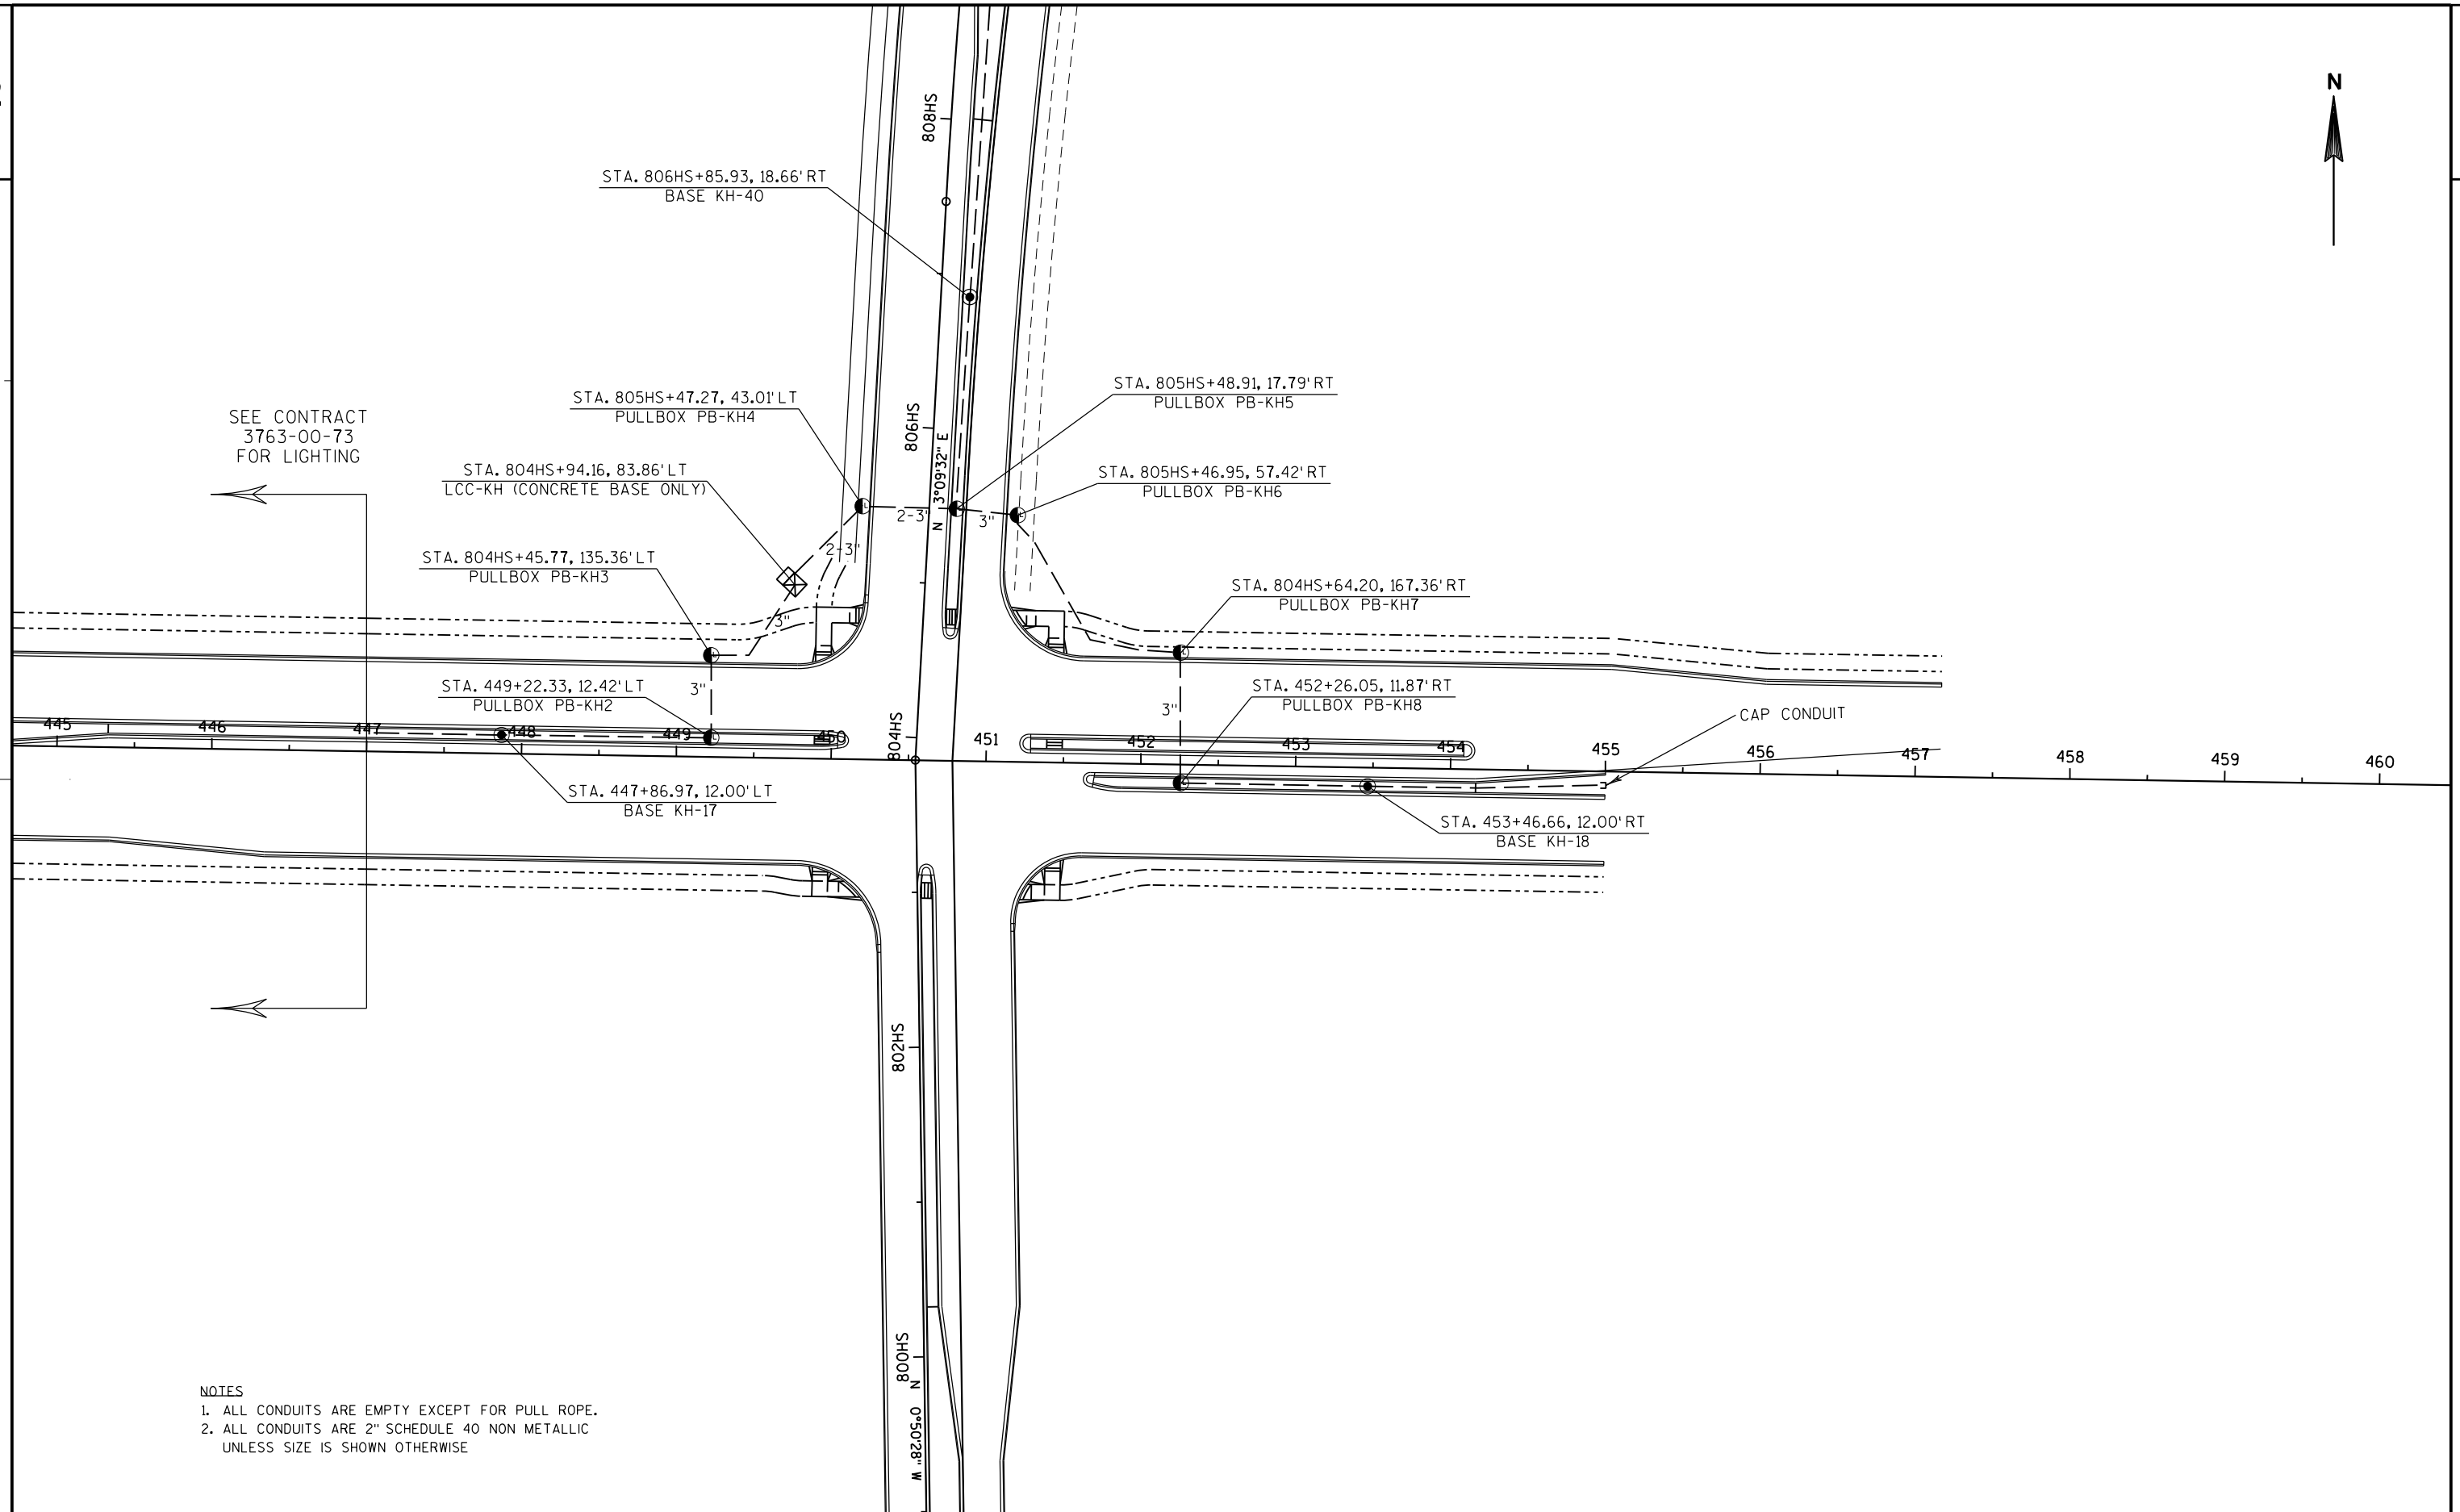 N
808HS
STA. 806HS+85.93, 18.66' RT
BASE KH-40
STA. 805HS+48.91, 17.79' RT
PULLBOX PB-KH5
STA. 805HS+47.27, 43.01' LT
PULLBOX PB-KH4
SEE CONTRACT
3763-00-73
FOR LIGHTING
806HS
N 3°09'32" E
STA. 804HS+94.16, 83.86' LT
LCC-KH (CONCRETE BASE ONLY)
STA. 805HS+46.95, 57.42' RT
PULLBOX PB-KH6
2-3"
3"
2-3"
STA. 804HS+45.77, 135.36' LT
PULLBOX PB-KH3
STA. 804HS+64.20, 167.36' RT
PULLBOX PB-KH7
3"
STA. 449+22.33, 12.42' LT
PULLBOX PB-KH2
3"
STA. 452+26.05, 11.87' RT
PULLBOX PB-KH8
3"
CAP CONDUIT
445 446 447 448 449 450 804HS 451 452 453 454 455 456 457 458 459 460
STA. 447+86.97, 12.00' LT
BASE KH-17
STA. 453+46.66, 12.00' RT
BASE KH-18
802HS
800HS
N 0°50'28" W
NOTES
1. ALL CONDUITS ARE EMPTY EXCEPT FOR PULL ROPE.
2. ALL CONDUITS ARE 2" SCHEDULE 40 NON METALLIC
UNLESS SIZE IS SHOWN OTHERWISE